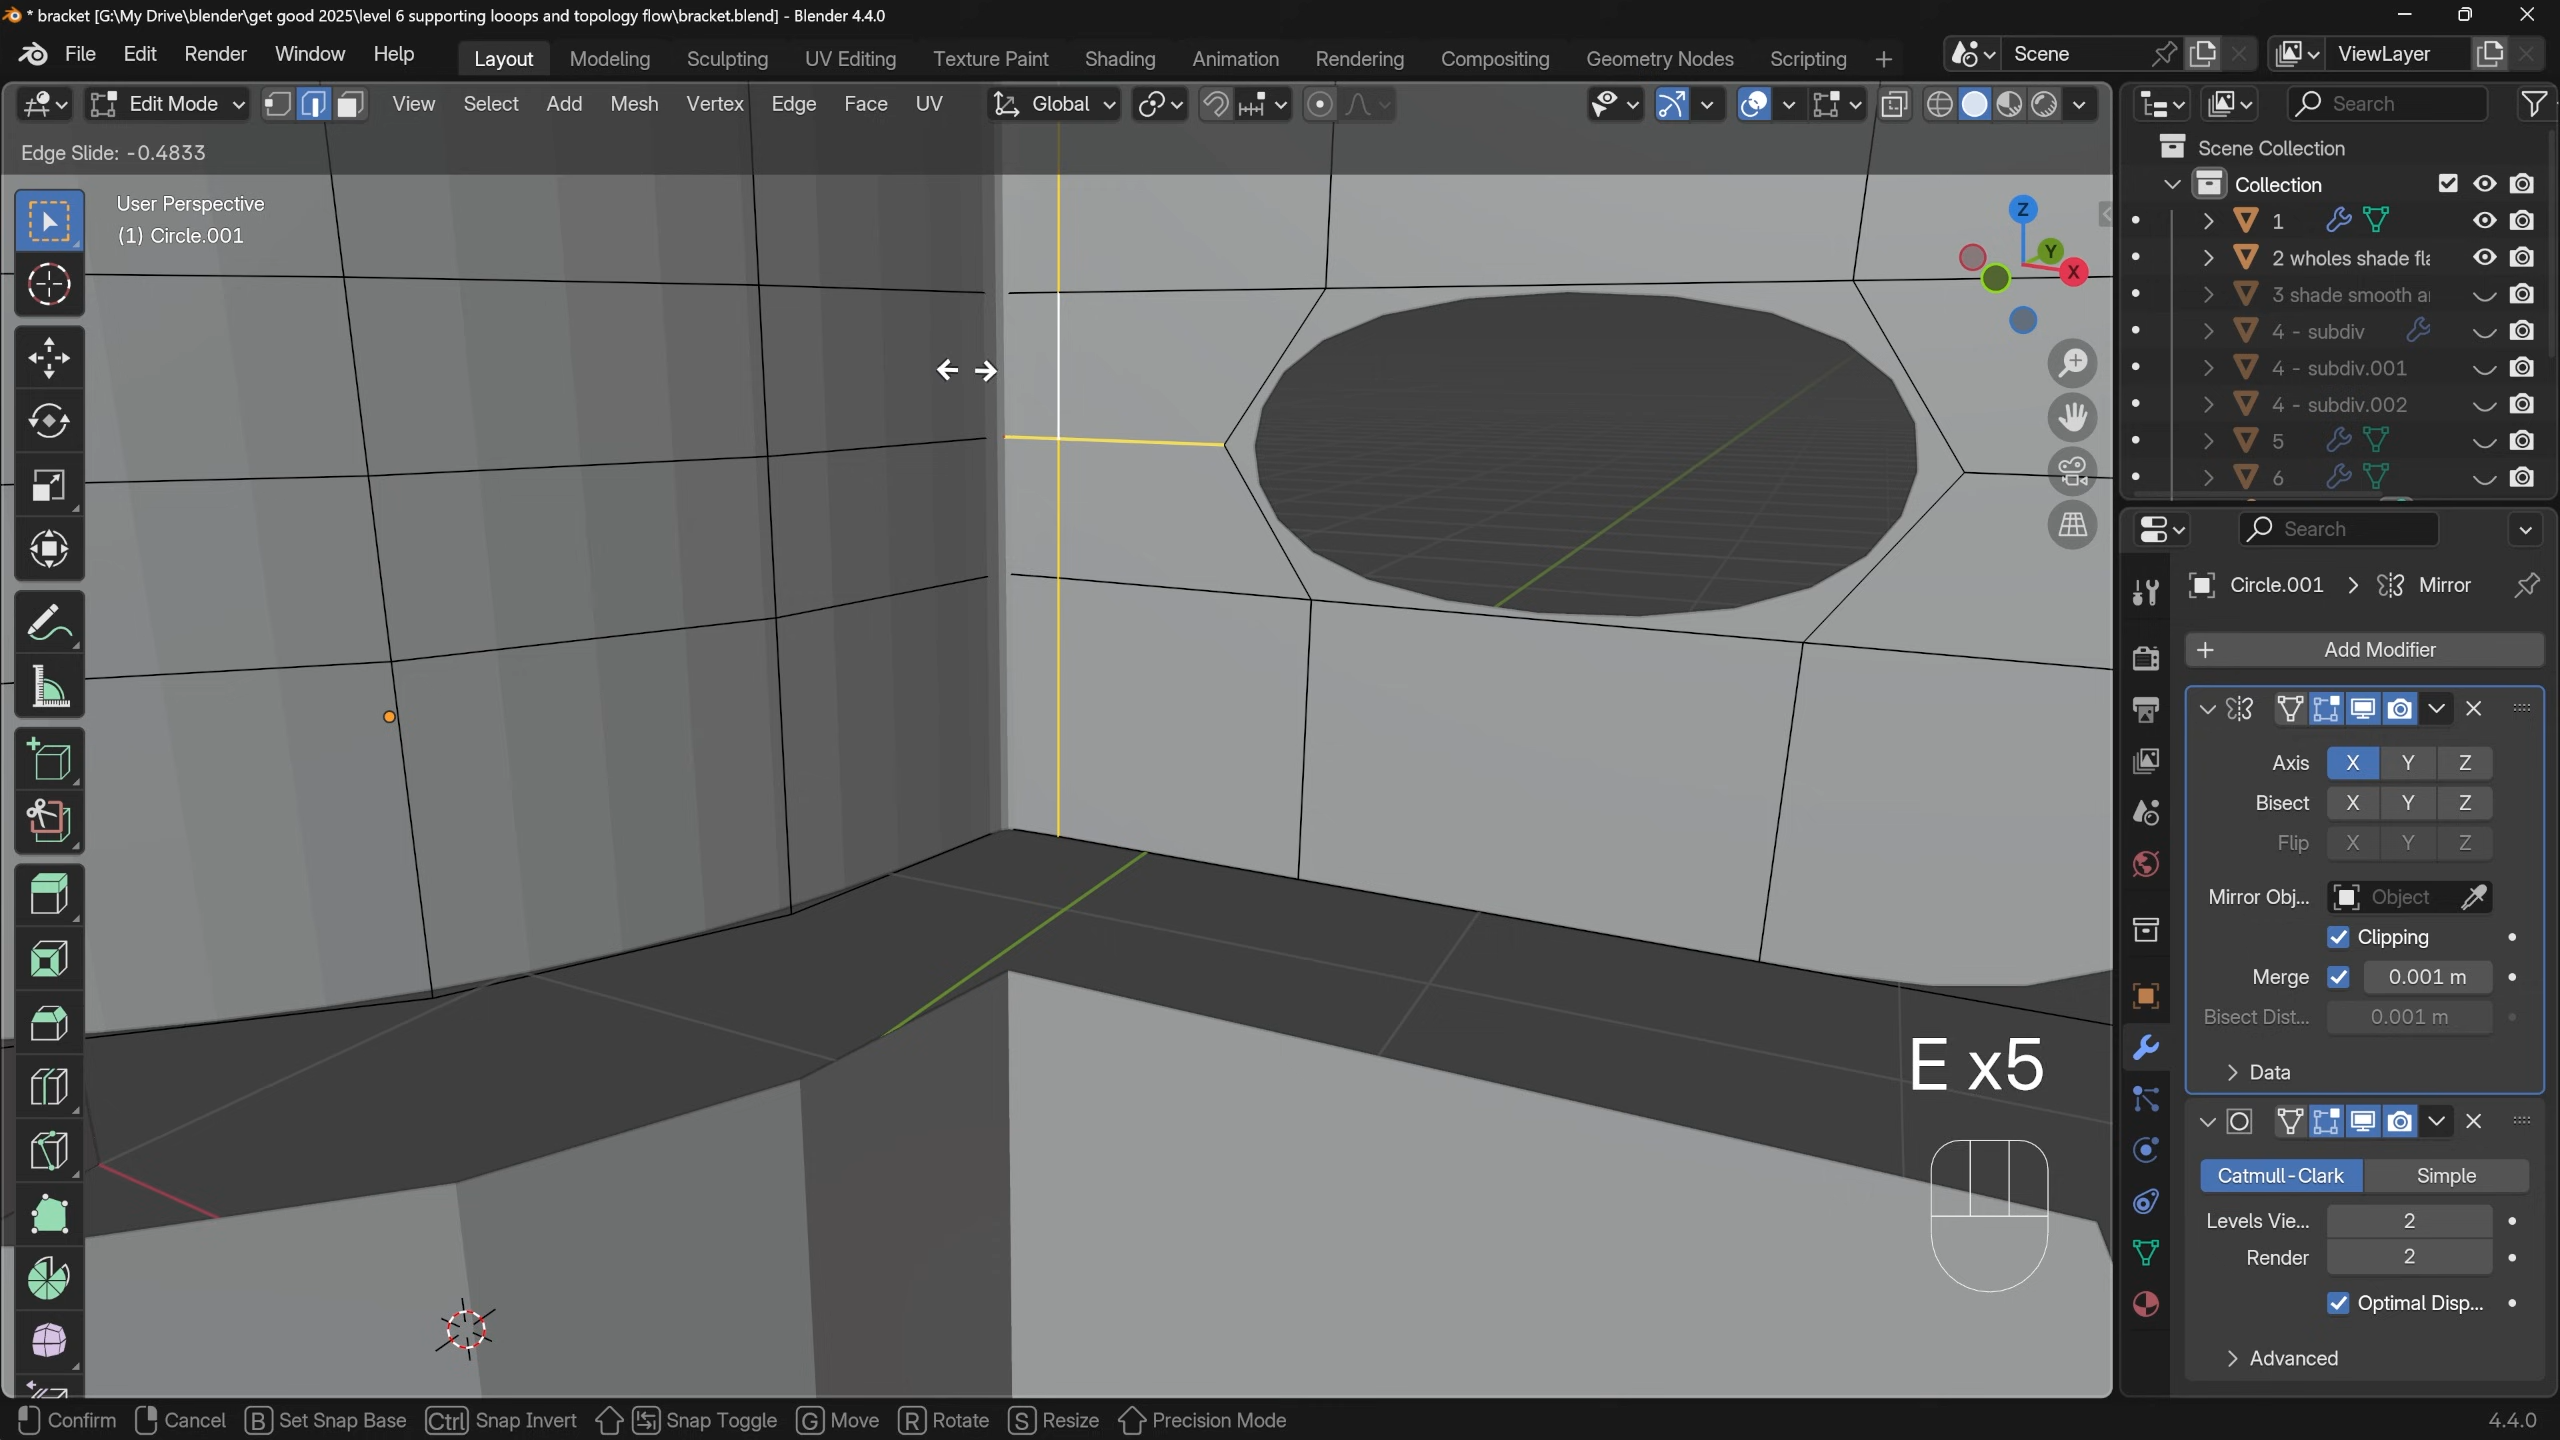 * bracket [G:\My Drive\blender\get good 2025\level 6 supporting looops and topology flow\bracket.blend] - Blender 4.4.0
File Edit Render Window Help
Layout Modeling Sculpting UV Editing Texture Paint Shading Animation Rendering Compositing Geometry Nodes Scripting +
Scene
ViewLayer
Edit Mode View Select Add Mesh Vertex Edge Face UV
Global
Search
Edge Slide: -0.4833
User Perspective
(1) Circle.001
Z
Y
X
Scene Collection
Collection
1
2 wholes shade fla
3 shade smooth a
4 - subdiv
4 - subdiv.001
4 - subdiv.002
5
6
Search
Circle.001 > Mirror
+ Add Modifier
Axis X Y Z
Bisect X Y Z
Flip X Y Z
Mirror Obj... Object
Clipping
Merge 0.001 m
Bisect Dist... 0.001 m
Data
Catmull-Clark Simple
Levels Vie... 2
Render 2
Optimal Disp...
Advanced
E x5
Confirm Cancel B Set Snap Base Ctrl Snap Invert Snap Toggle G Move R Rotate S Resize Precision Mode
4.4.0